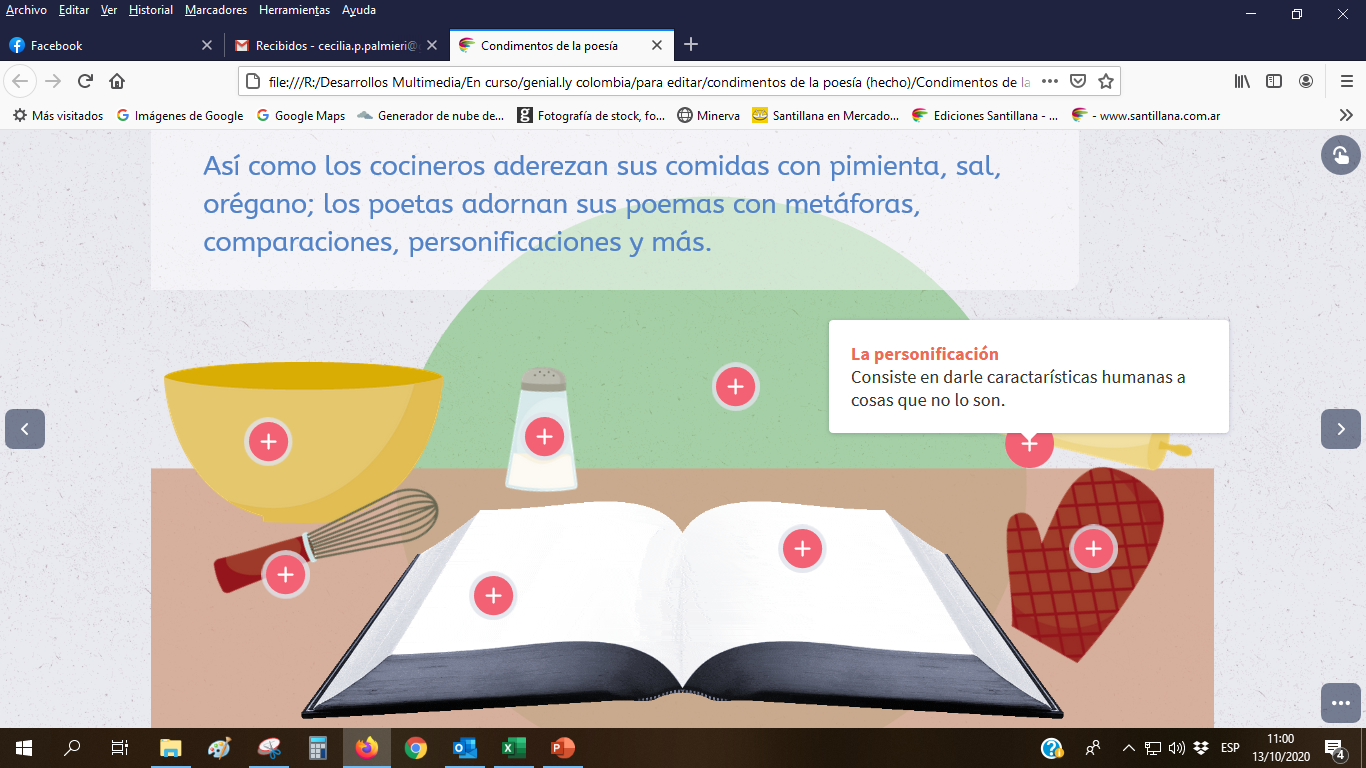 Archivo Editar Ver Historial Marcadores Herramientas Ayuda
Facebook
Recibidos - cecilia.p.palmieri@
Condimentos de la poesía
file:///R:/Desarrollos Multimedia/En curso/genial.ly colombia/para editar/condimentos de la poesía (hecho)/Condimentos de la
Más visitados Imágenes de Google Google Maps Generador de nube de... Fotografía de stock, fo... Minerva Santillana en Mercado... Ediciones Santillana - ... - www.santillana.com.ar
Así como los cocineros aderezan sus comidas con pimienta, sal,
orégano; los poetas adornan sus poemas con metáforas,
comparaciones, personificaciones y más.
La personificación
Consiste en darle caractarísticas humanas a
cosas que no lo son.
ESP
11:00
13/10/2020
4